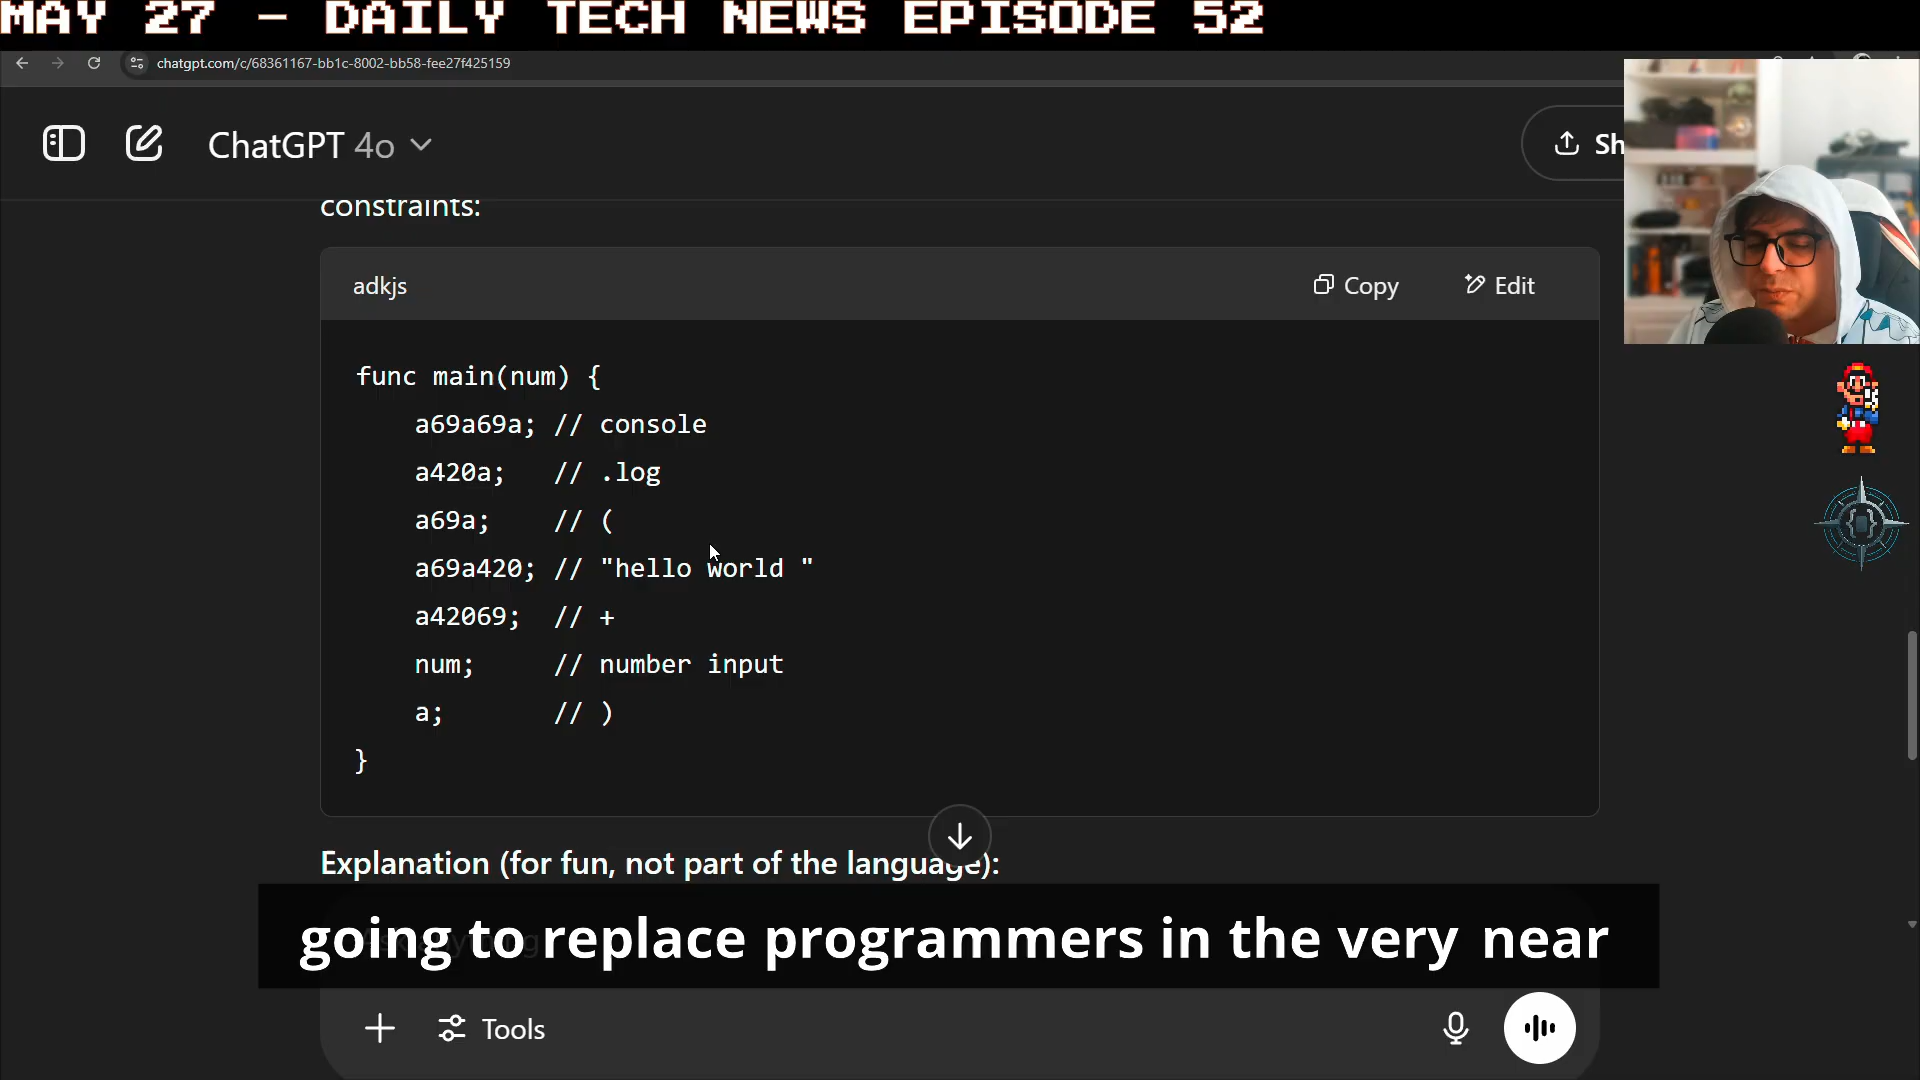 MAY 27 - DAILY TECH NEWS EPISODE 52
chatgpt.com/c/68361167-bb1c-8002-bb58-fee27f425159
ChatGPT 4o
Sh
constraints:
adkjs
Copy
Edit
func main(num) {
a69a69a; // console
a420a; // .log
a69a; // (
a69a420; // "hello world "
a42069; // +
num; // number input
a; // )
}
Explanation (for fun, not part of the language):
going to replace programmers in the very near
Tools